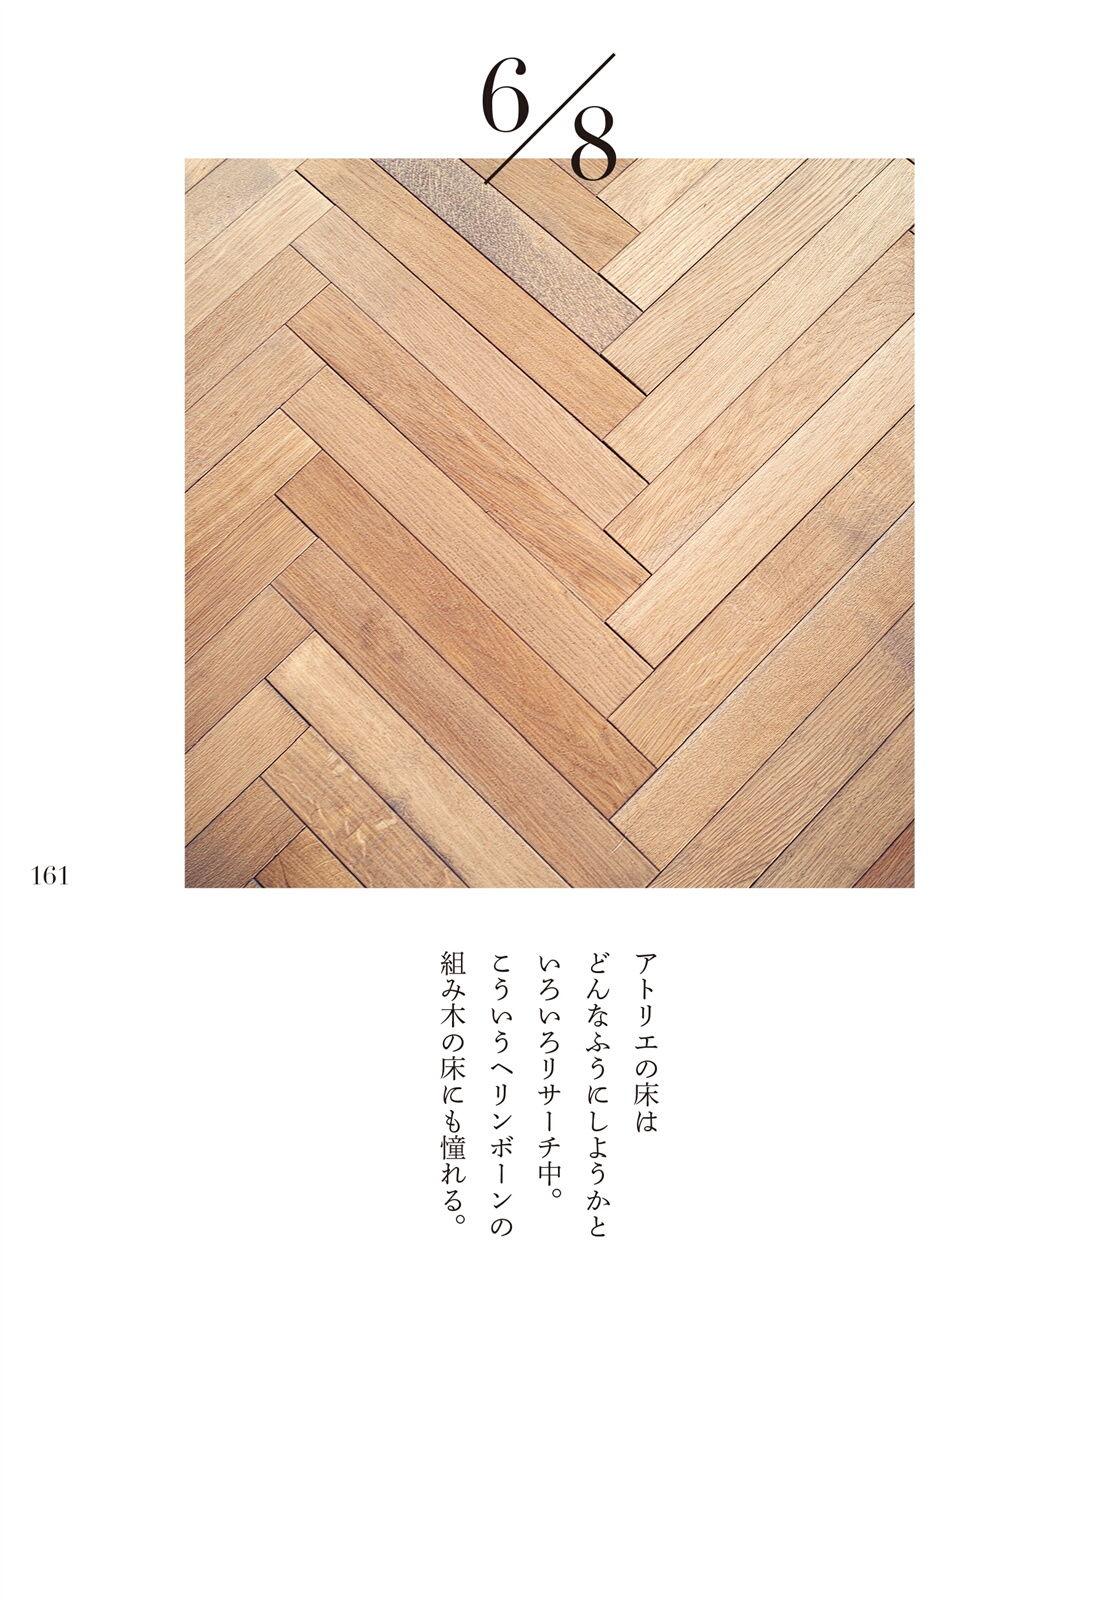 6/8
アトリエの床は
どんなふうにしようかと
いろいろリサーチ中。
こういうヘリンボーンの
組み木の床にも憧れる。
161